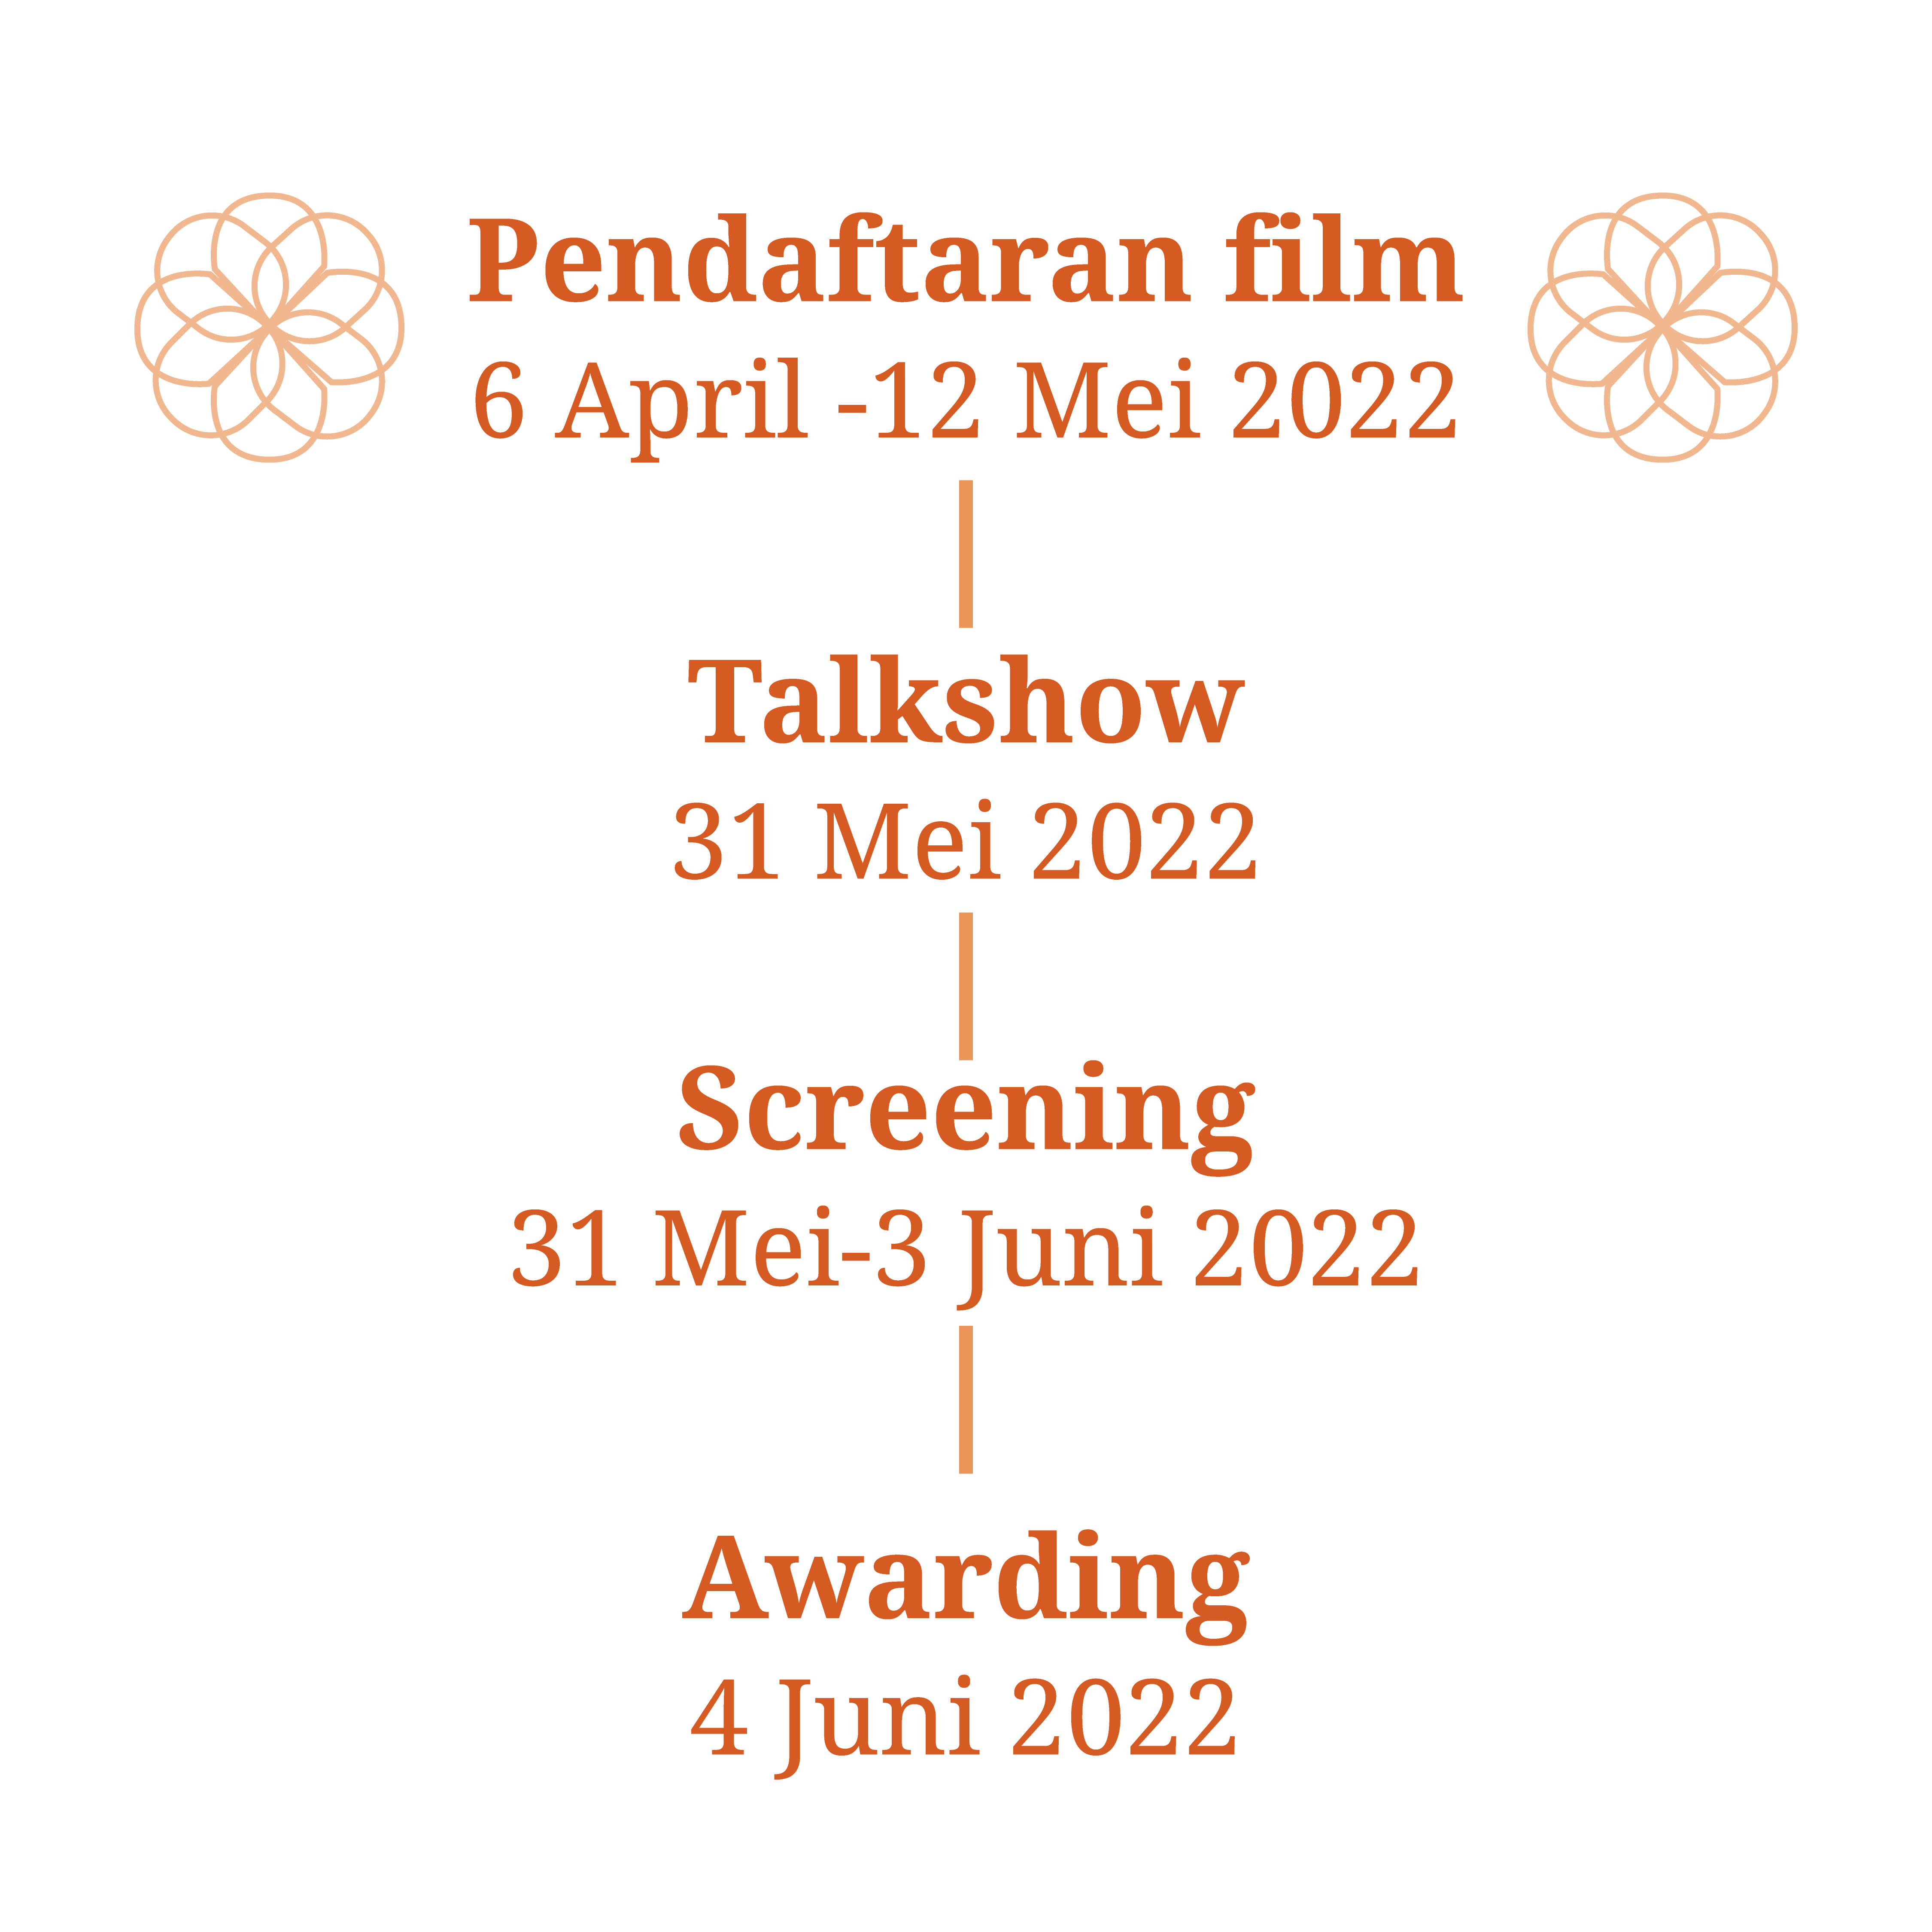 Pendaftaran film
6 April -12 Mei 2022
Talkshow
31 Mei 2022
Screening
31 Mei-3 Juni 2022
Awarding
4 Juni 2022